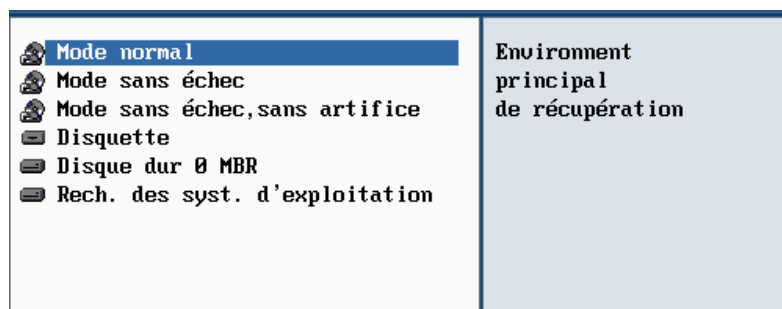 Mode normal
Mode sans échec
Mode sans échec,sans artifice
Disquette
Disque dur 0 MBR
Rech. des syst. d'exploitation
Environment
principal
de récupération